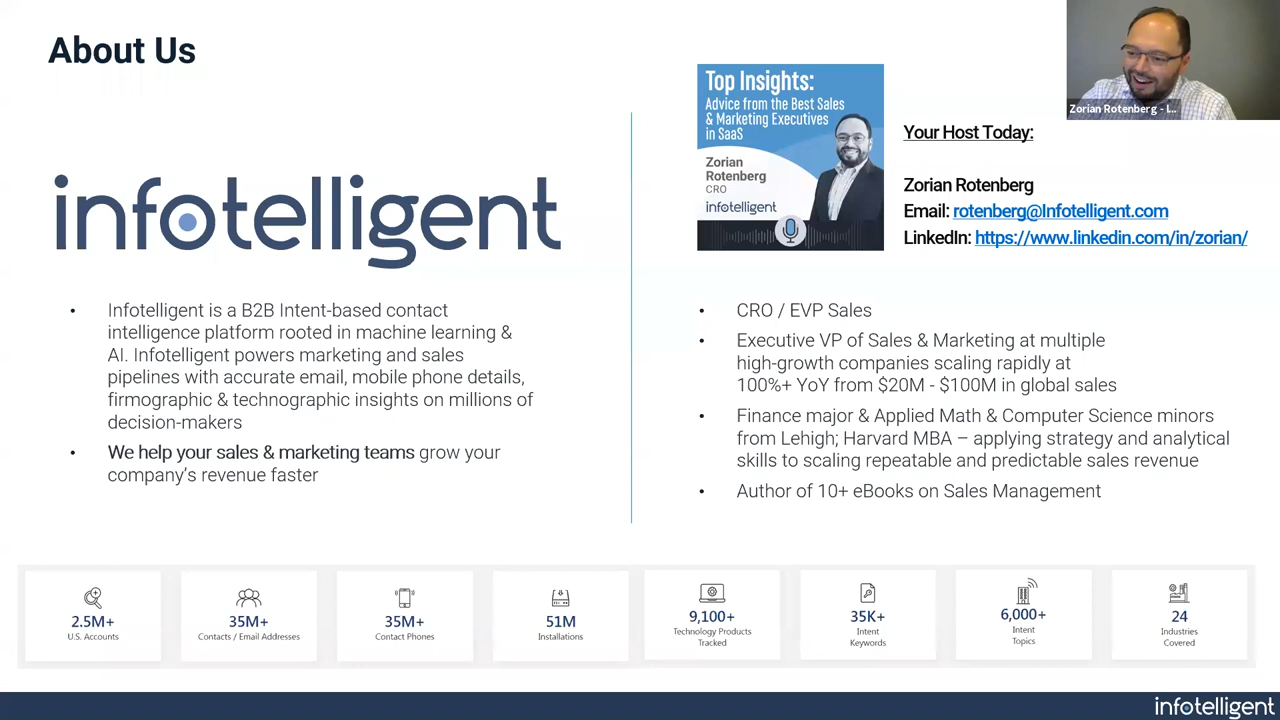 About Us
infotelligent
• Infotelligent is a B2B Intent-based contact
intelligence platform rooted in machine learning &
AI. Infotelligent powers marketing and sales
pipelines with accurate email, mobile phone details,
firmographic & technographic insights on millions of
decision-makers
• We help your sales & marketing teams grow your
company's revenue faster
Top Insights:
Advice from the Best Sales
& Marketing Executives
in SaaS
Zorian
Rotenberg
CRO
infotelligent
Zorian Rotenberg - I...
Your Host Today:
Zorian Rotenberg
Email: rotenberg@Infotelligent.com
LinkedIn: https://www.linkedin.com/in/zorian/
• CRO / EVP Sales
• Executive VP of Sales & Marketing at multiple
high-growth companies scaling rapidly at
100%+ YoY from $20M - $100M in global sales
• Finance major & Applied Math & Computer Science minors
from Lehigh; Harvard MBA – applying strategy and analytical
skills to scaling repeatable and predictable sales revenue
• Author of 10+ eBooks on Sales Management
2.5M+
U.S. Accounts
35M+
Contacts / Email Addresses
35M+
Contact Phones
51M
Installations
9,100+
Technology Products
Tracked
35K+
Intent
Keywords
6,000+
Intent
Topics
24
Industries
Covered
infotelligent